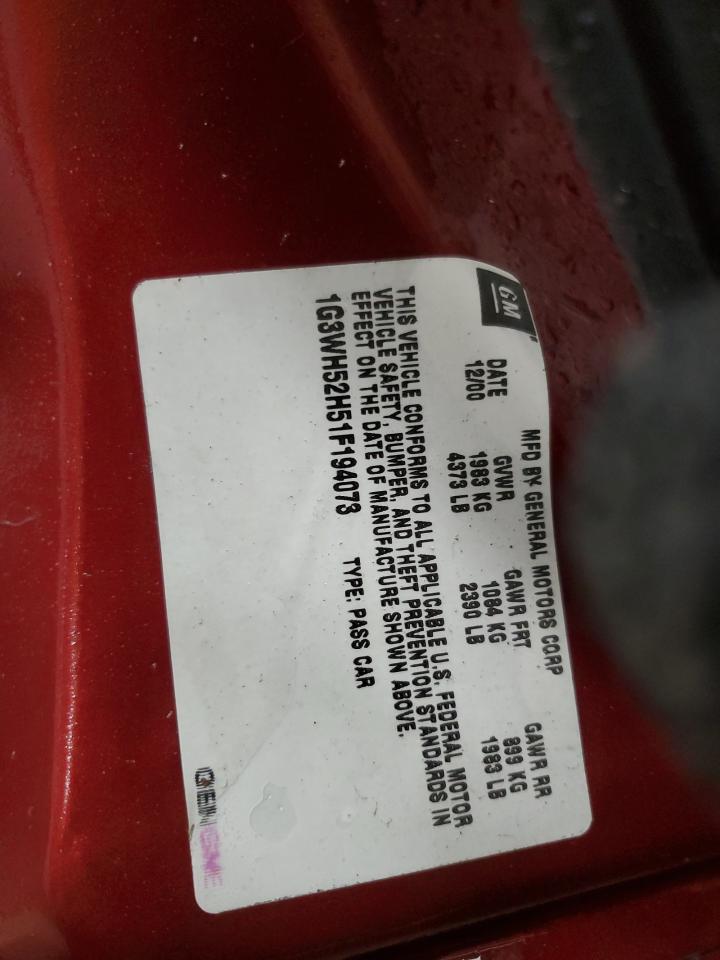 GM
MFD BY GENERAL MOTORS CORP
DATE GVWR GAWR FRT GAWR RR
12/00 1983 KG 1084 KG 899 KG
4373 LB 2390 LB 1983 LB
THIS VEHICLE CONFORMS TO ALL APPLICABLE U.S. FEDERAL MOTOR
VEHICLE SAFETY, BUMPER, AND THEFT PREVENTION STANDARDS IN
EFFECT ON THE DATE OF MANUFACTURE SHOWN ABOVE.
1G3WH52H51F194073 TYPE: PASS CAR